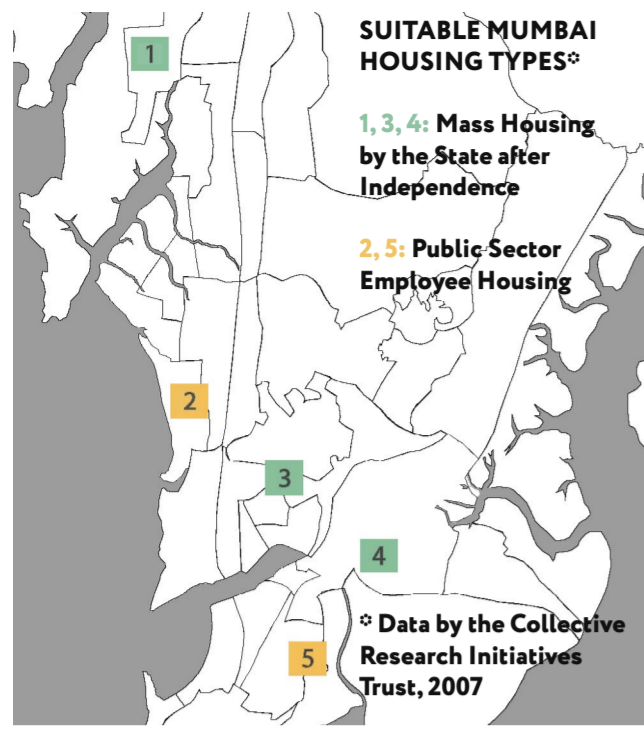 SUITABLE MUMBAI
HOUSING TYPES*
1
1, 3, 4: Mass Housing
by the State after
Independence
2, 5: Public Sector
Employee Housing
2
3
4
* Data by the Collective
Research Initiatives
Trust, 2007
5